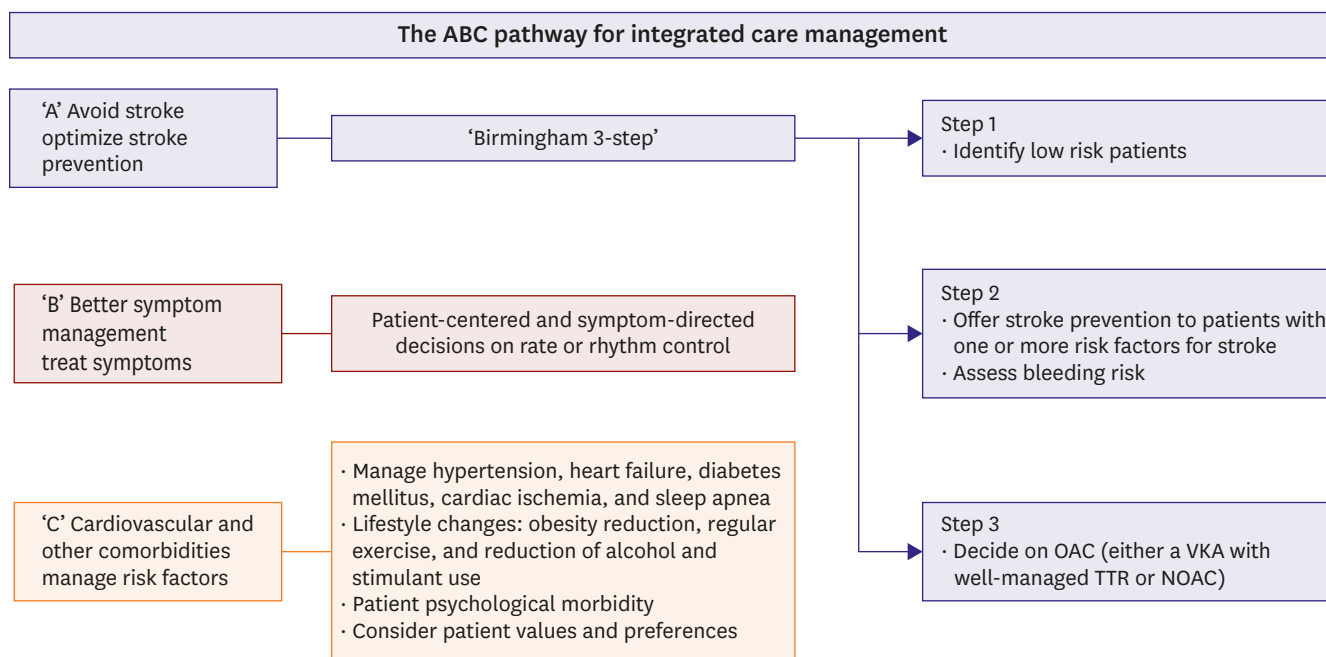 The ABC pathway for integrated care management
‘A’ Avoid stroke
optimize stroke
prevention
‘Birmingham 3-step’
Step 1
· Identify low risk patients
‘B’ Better symptom
management
treat symptoms
Patient-centered and symptom-directed
decisions on rate or rhythm control
Step 2
· Offer stroke prevention to patients with
one or more risk factors for stroke
· Assess bleeding risk
‘C’ Cardiovascular and
other comorbidities
manage risk factors
· Manage hypertension, heart failure, diabetes
mellitus, cardiac ischemia, and sleep apnea
· Lifestyle changes: obesity reduction, regular
exercise, and reduction of alcohol and
stimulant use
· Patient psychological morbidity
· Consider patient values and preferences
Step 3
· Decide on OAC (either a VKA with
well-managed TTR or NOAC)